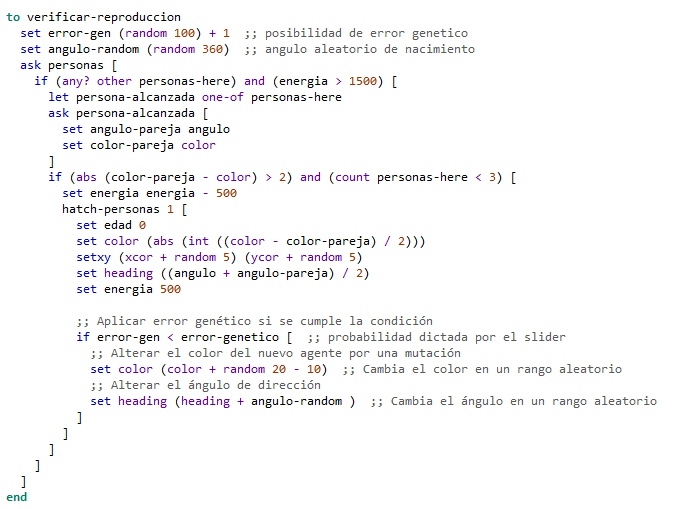 to verificar-reproduccion
  set error-gen (random 100) + 1  ;; posibilidad de error genetico
  set angulo-random (random 360)  ;; angulo aleatorio de nacimiento
  ask personas [
    if (any? other personas-here) and (energia > 1500) [
      let persona-alcanzada one-of personas-here
      ask persona-alcanzada [
        set angulo-pareja angulo
        set color-pareja color
      ]
      if (abs (color-pareja - color) > 2) and (count personas-here < 3) [
        set energia energia - 500
        hatch-personas 1 [
          set edad 0
          set color (abs (int ((color - color-pareja) / 2)))
          setxy (xcor + random 5) (ycor + random 5)
          set heading ((angulo + angulo-pareja) / 2)
          set energia 500

          ;; Aplicar error genético si se cumple la condición
          if error-gen < error-genetico [  ;; probabilidad dictada por el slider
            ;; Alterar el color del nuevo agente por una mutación
            set color (color + random 20 - 10)  ;; Cambia el color en un rango aleatorio
            ;; Alterar el ángulo de dirección
            set heading (heading + angulo-random )  ;; Cambia el ángulo en un rango aleatorio
          ]
        ]
      ]
    ]
  ]
end